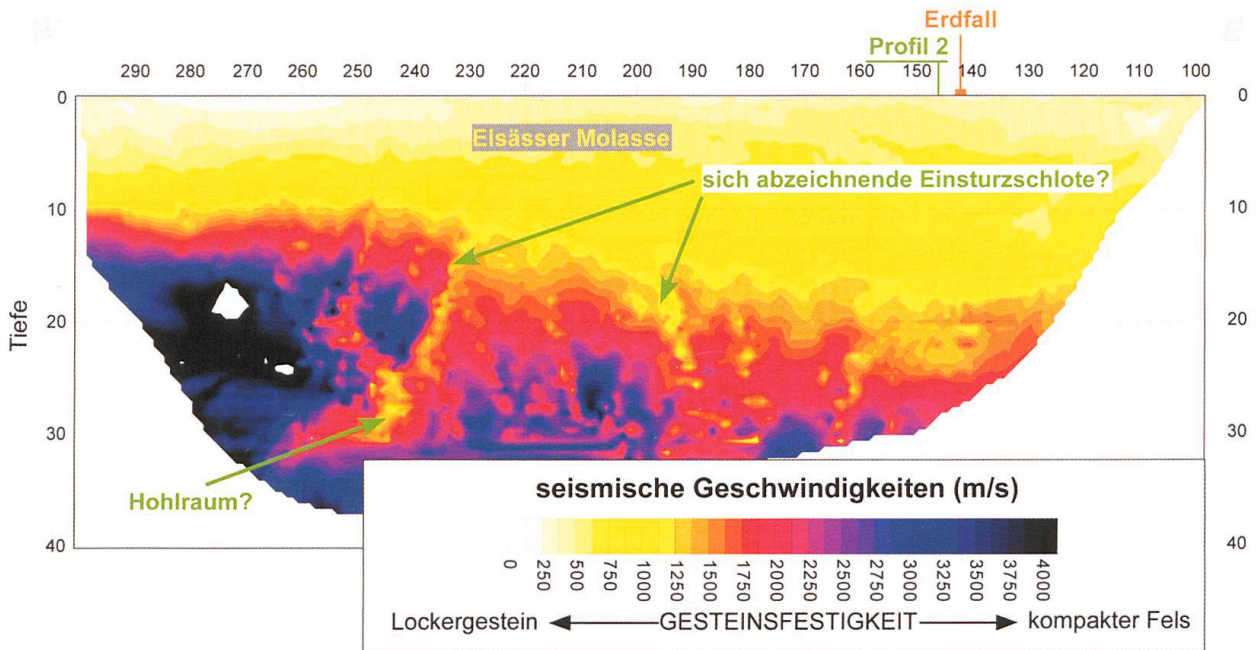 Erdfall
Profil 2
290 280 270 260 250 240 230 220 210 200 190 180 170 160 150 140 130 120 110 100
0 0
Elsässer Molasse
sich abzeichnende Einsturzschlote?
10 10
Tiefe
20 20
30 30
Hohlraum?
40 40
seismische Geschwindigkeiten (m/s)
0 250 500 750 1000 1250 1500 1750 2000 2250 2500 2750 3000 3250 3500 3750 4000
Lockergestein GESTEINSFESTIGKEIT kompakter Fels